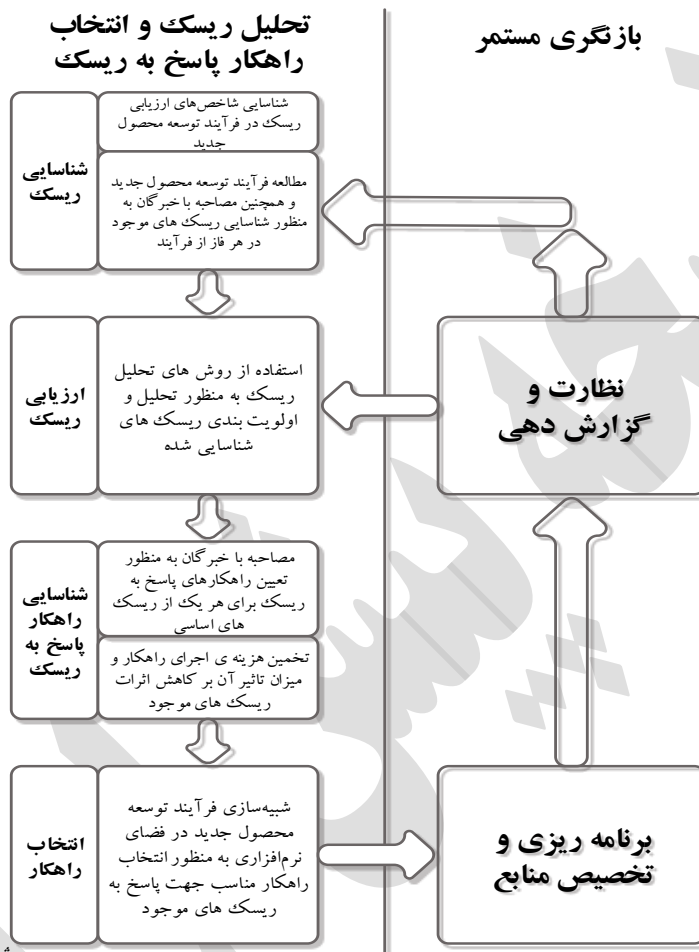 تحلیل ریسک و انتخاب
راهکار پاسخ به ریسک
بازنگری مستمر
شناسایی
ریسک
شناسایی شاخص‌های ارزیابی
ریسک در فرآیند توسعه محصول
جدید
مطالعه فرآیند توسعه محصول جدید
و همچنین مصاحبه با خبرگان به
منظور شناسایی ریسک های موجود
در هر فاز از فرآیند
ارزیابی
ریسک
استفاده از روش های تحلیل
ریسک به منظور تحلیل و
اولویت بندی ریسک های
شناسایی شده
نظارت و
گزارش دهی
شناسایی
راهکار
پاسخ به
ریسک
مصاحبه با خبرگان به منظور
تعیین راهکارهای پاسخ به
ریسک برای هر یک از ریسک
های اساسی
تخمین هزینه ی اجرای راهکار و
میزان تاثیر آن بر کاهش اثرات
ریسک های موجود
انتخاب
راهکار
شبیه‌سازی فرآیند توسعه
محصول جدید در فضای
نرم‌افزاری به منظور انتخاب
راهکار مناسب جهت پاسخ به
ریسک های موجود
برنامه ریزی و
تخصیص منابع